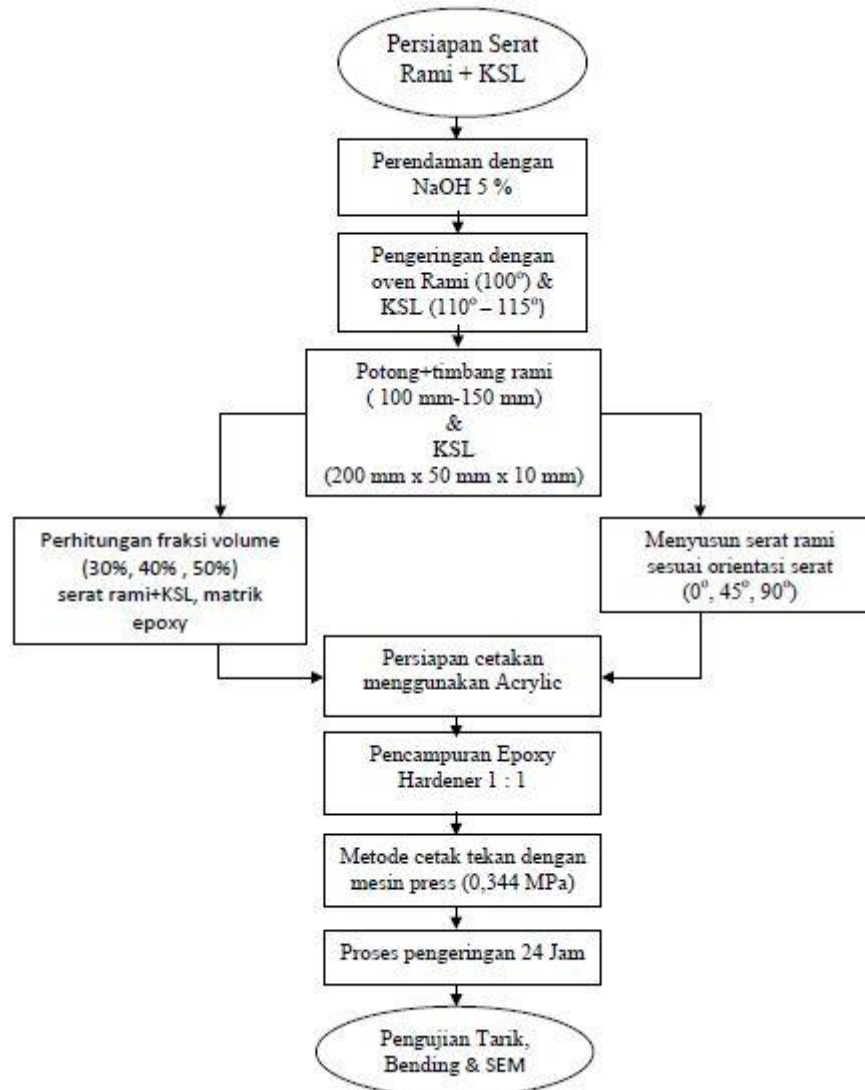 Persiapan Serat
Rami + KSL
Perendaman dengan
NaOH 5 %
Pengeringan dengan
oven Rami (100°) &
KSL (110° – 115°)
Potong+timbang rami
( 100 mm-150 mm)
&
KSL
(200 mm x 50 mm x 10 mm)
Perhitungan fraksi volume
(30%, 40% , 50%)
serat rami+KSL, matrik
epoxy
Menyusun serat rami
sesuai orientasi serat
(0°, 45°, 90°)
Persiapan cetakan
menggunakan Acrylic
Pencampuran Epoxy
Hardener 1 : 1
Metode cetak tekan dengan
mesin press (0,344 MPa)
Proses pengeringan 24 Jam
Pengujian Tarik,
Bending & SEM